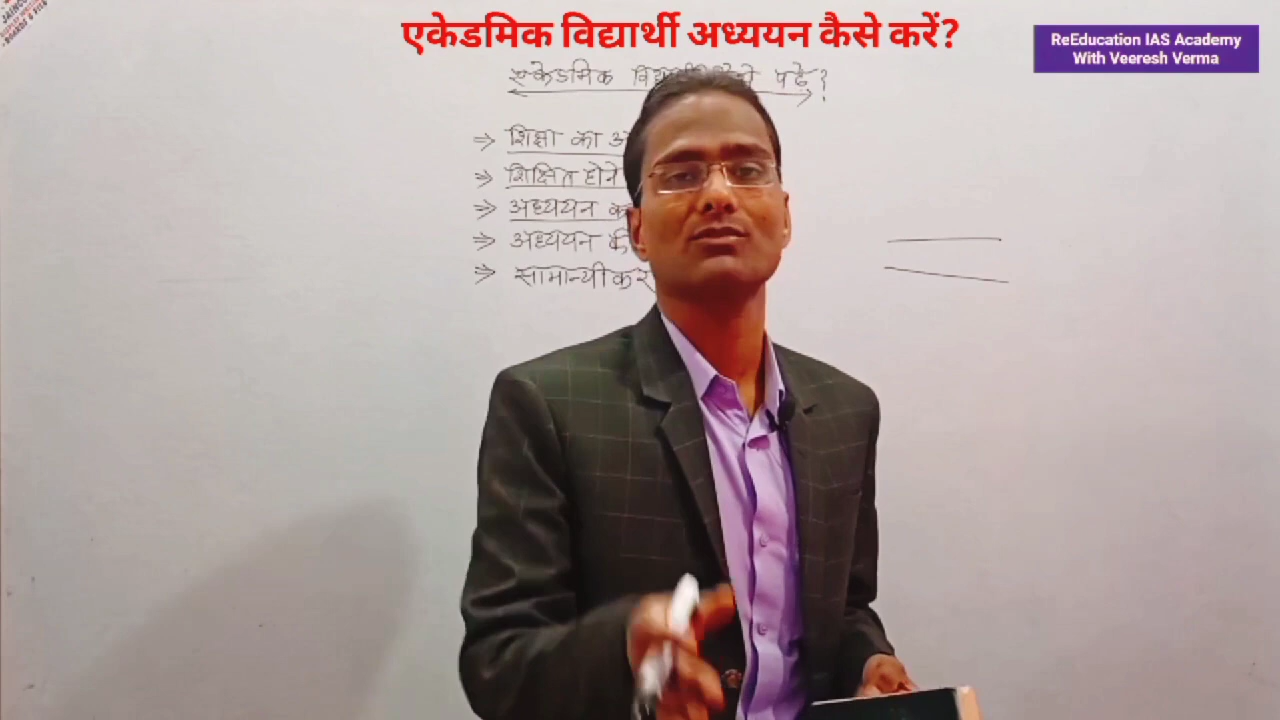 एकेडमिक विद्यार्थी अध्ययन कैसे करें?
ReEducation IAS Academy
With Veeresh Verma
एकेडमिक पढ़ें?
⇒ शिक्षा का
⇒ शिक्षित होने
⇒ अध्ययन
⇒ अध्ययन
⇒ सामान्यीकर